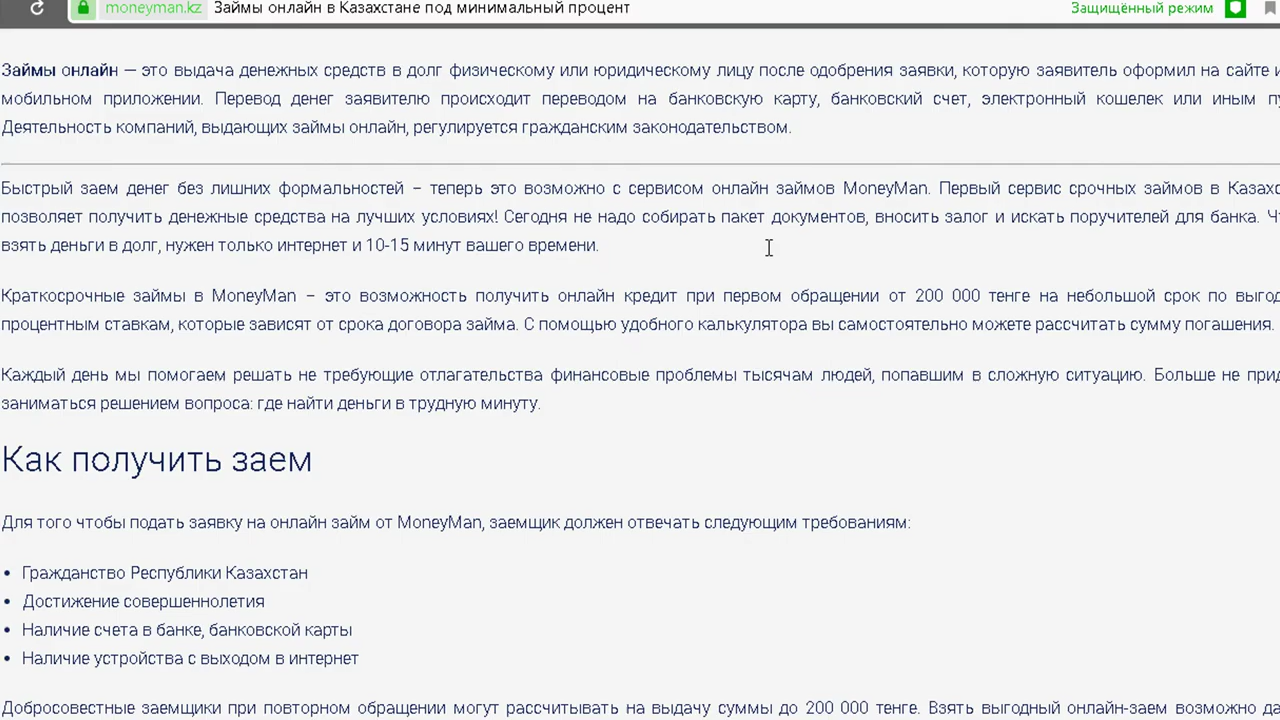 moneyman.kz Займы онлайн в Казахстане под минимальный процент Защищённый режим
Займы онлайн — это выдача денежных средств в долг физическому или юридическому лицу после одобрения заявки, которую заявитель оформил на сайте
мобильном приложении. Перевод денег заявителю происходит переводом на банковскую карту, банковский счет, электронный кошелек или иным
Деятельность компаний, выдающих займы онлайн, регулируется гражданским законодательством.
Быстрый заем денег без лишних формальностей – теперь это возможно с сервисом онлайн займов MoneyMan. Первый сервис срочных займов в
позволяет получить денежные средства на лучших условиях! Сегодня не надо собирать пакет документов, вносить залог и искать поручителей для банка.
взять деньги в долг, нужен только интернет и 10-15 минут вашего времени.
Краткосрочные займы в MoneyMan – это возможность получить онлайн кредит при первом обращении от 200 000 тенге на небольшой срок по
процентным ставкам, которые зависят от срока договора займа. С помощью удобного калькулятора вы самостоятельно можете рассчитать сумму погашения.
Каждый день мы помогаем решать не требующие отлагательства финансовые проблемы тысячам людей, попавшим в сложную ситуацию. Больше не
заниматься решением вопроса: где найти деньги в трудную минуту.
Как получить заем
Для того чтобы подать заявку на онлайн займ от MoneyMan, заемщик должен отвечать следующим требованиям:
• Гражданство Республики Казахстан
• Достижение совершеннолетия
• Наличие счета в банке, банковской карты
• Наличие устройства с выходом в интернет
Добросовестные заемщики при повторном обращении могут рассчитывать на выдачу суммы до 200 000 тенге. Взять выгодный онлайн-заем возможно